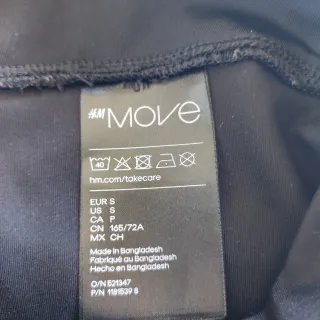 H&M MOVE
40
hm.com/takecare
EUR S
US S
CA P
CN 165/72A
MX CH
Made in Bangladesh
Fabriqué au Bangladesh
Hecho en Bangladesh
O/N 521347
P/N 1181539 8